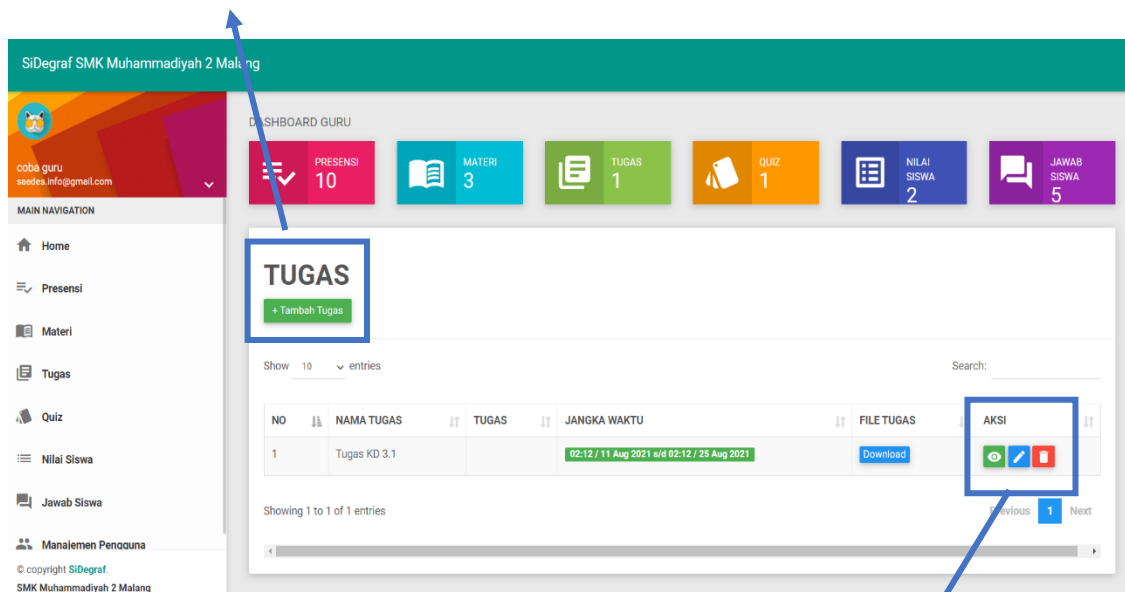 SiDegraf SMK Muhammadiyah 2 Malang
coba guru
saedes.info@gmail.com
MAIN NAVIGATION
Home
Presensi
Materi
Tugas
Quiz
Nilai Siswa
Jawab Siswa
Manajemen Pengguna
© copyright SiDegraf.
SMK Muhammadiyah 2 Malang
DASHBOARD GURU
PRESENSI
10
MATERI
3
TUGAS
1
QUIZ
1
NILAI
SISWA
2
JAWAB
SISWA
5
TUGAS
+ Tambah Tugas
Show 10 entries
Search:
NO NAMA TUGAS TUGAS JANGKA WAKTU FILE TUGAS AKSI
1 Tugas KD 3.1 02:12 / 11 Aug 2021 s/d 02:12 / 25 Aug 2021 Download
Showing 1 to 1 of 1 entries
Previous 1 Next